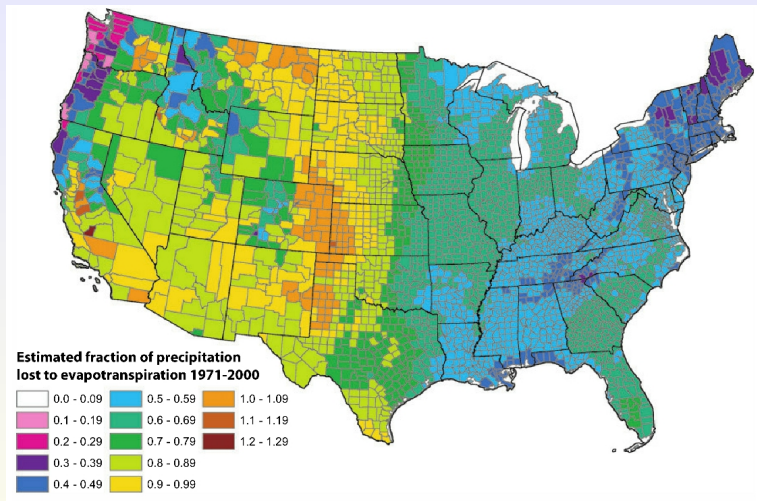 Estimated fraction of precipitation
lost to evapotranspiration 1971-2000
0.0 - 0.09
0.5 - 0.59
1.0 - 1.09
0.1 - 0.19
0.6 - 0.69
1.1 - 1.19
0.2 - 0.29
0.7 - 0.79
1.2 - 1.29
0.3 - 0.39
0.8 - 0.89
0.4 - 0.49
0.9 - 0.99